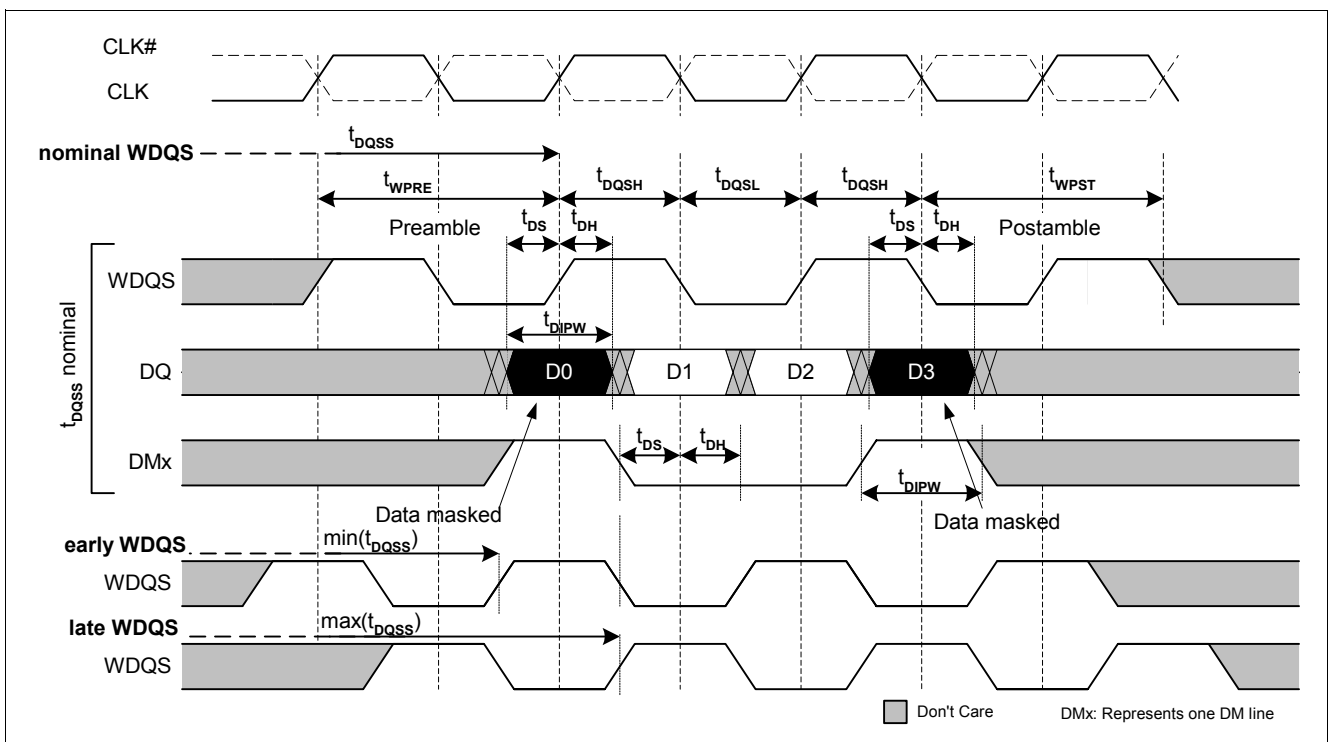 CLK#
CLK
nominal WDQS
tDQSS
tWPRE
tDQSH
tDQSL
tDQSH
tWPST
Preamble
tDS
tDH
tDS
tDH
Postamble
tDQSS nominal
WDQS
tDIPW
DQ
D0
D1
D2
D3
DMx
tDS
tDH
tDIPW
Data masked
Data masked
early WDQS
min(tDQSS)
WDQS
late WDQS
max(tDQSS)
WDQS
Don't Care
DMx: Represents one DM line